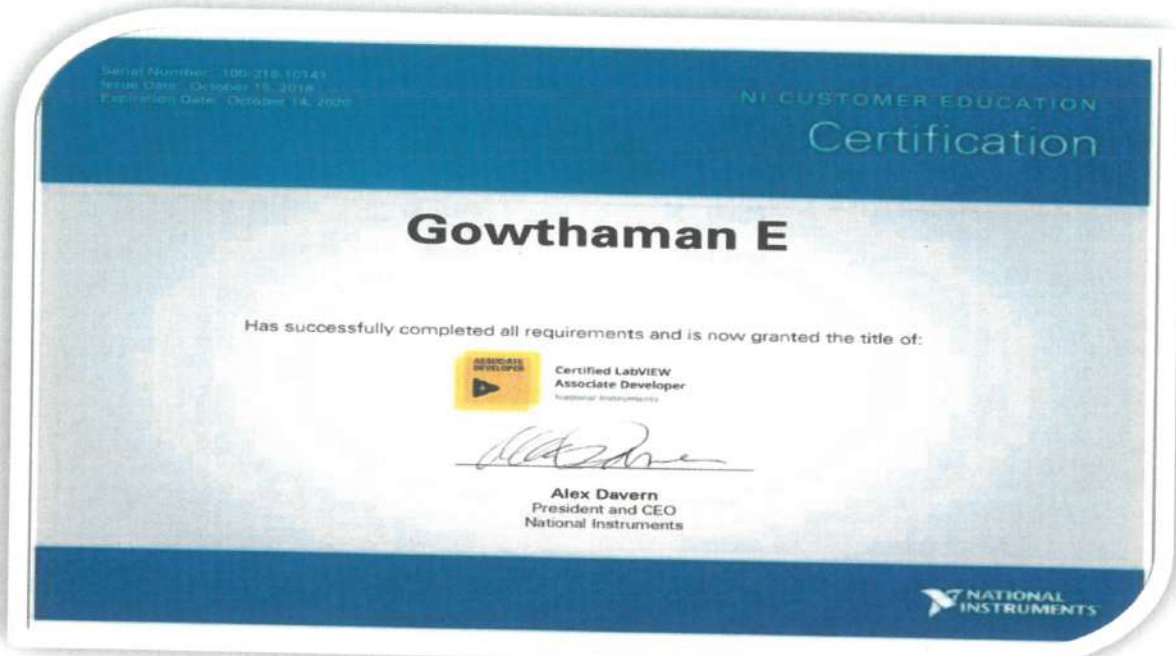 Serial Number: 100-218-10141
Issue Date: October 15, 2018
Expiration Date: October 14, 2020
NI CUSTOMER EDUCATION
Certification
Gowthaman E
Has successfully completed all requirements and is now granted the title of:
ASSOCIATE
DEVELOPER
Certified LabVIEW
Associate Developer
National Instruments
Alex Davern
President and CEO
National Instruments
NATIONAL
INSTRUMENTS